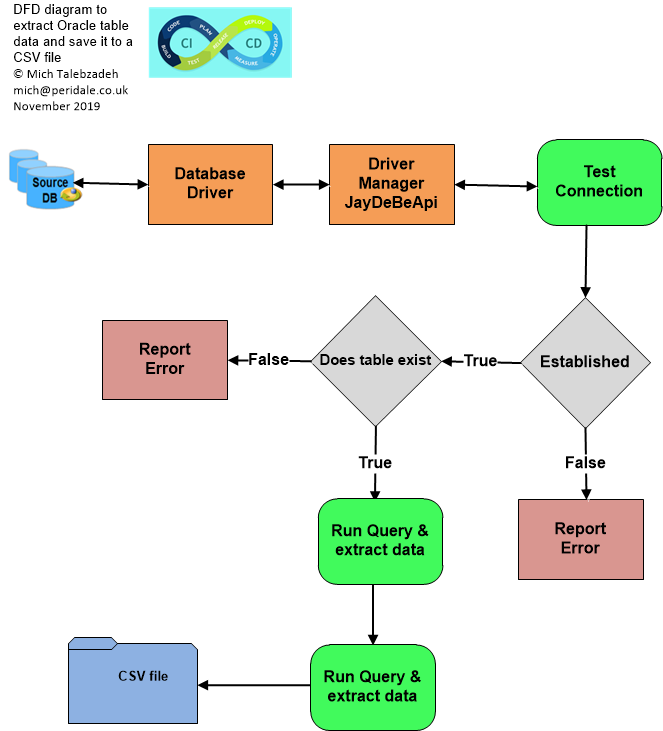 DFD diagram to
extract Oracle table
data and save it to a
CSV file
© Mich Talebzadeh
mich@peridale.co.uk
November 2019
CODE
PLAN
BUILD
TEST
CI
RELEASE
DEPLOY
CD
OPERATE
MEASURE
Source
DB
Database
Driver
Driver
Manager
JayDeBeApi
Test
Connection
Report
Error
False
Does table exist
True
Established
True
False
Run Query &
extract data
Report
Error
CSV file
Run Query &
extract data